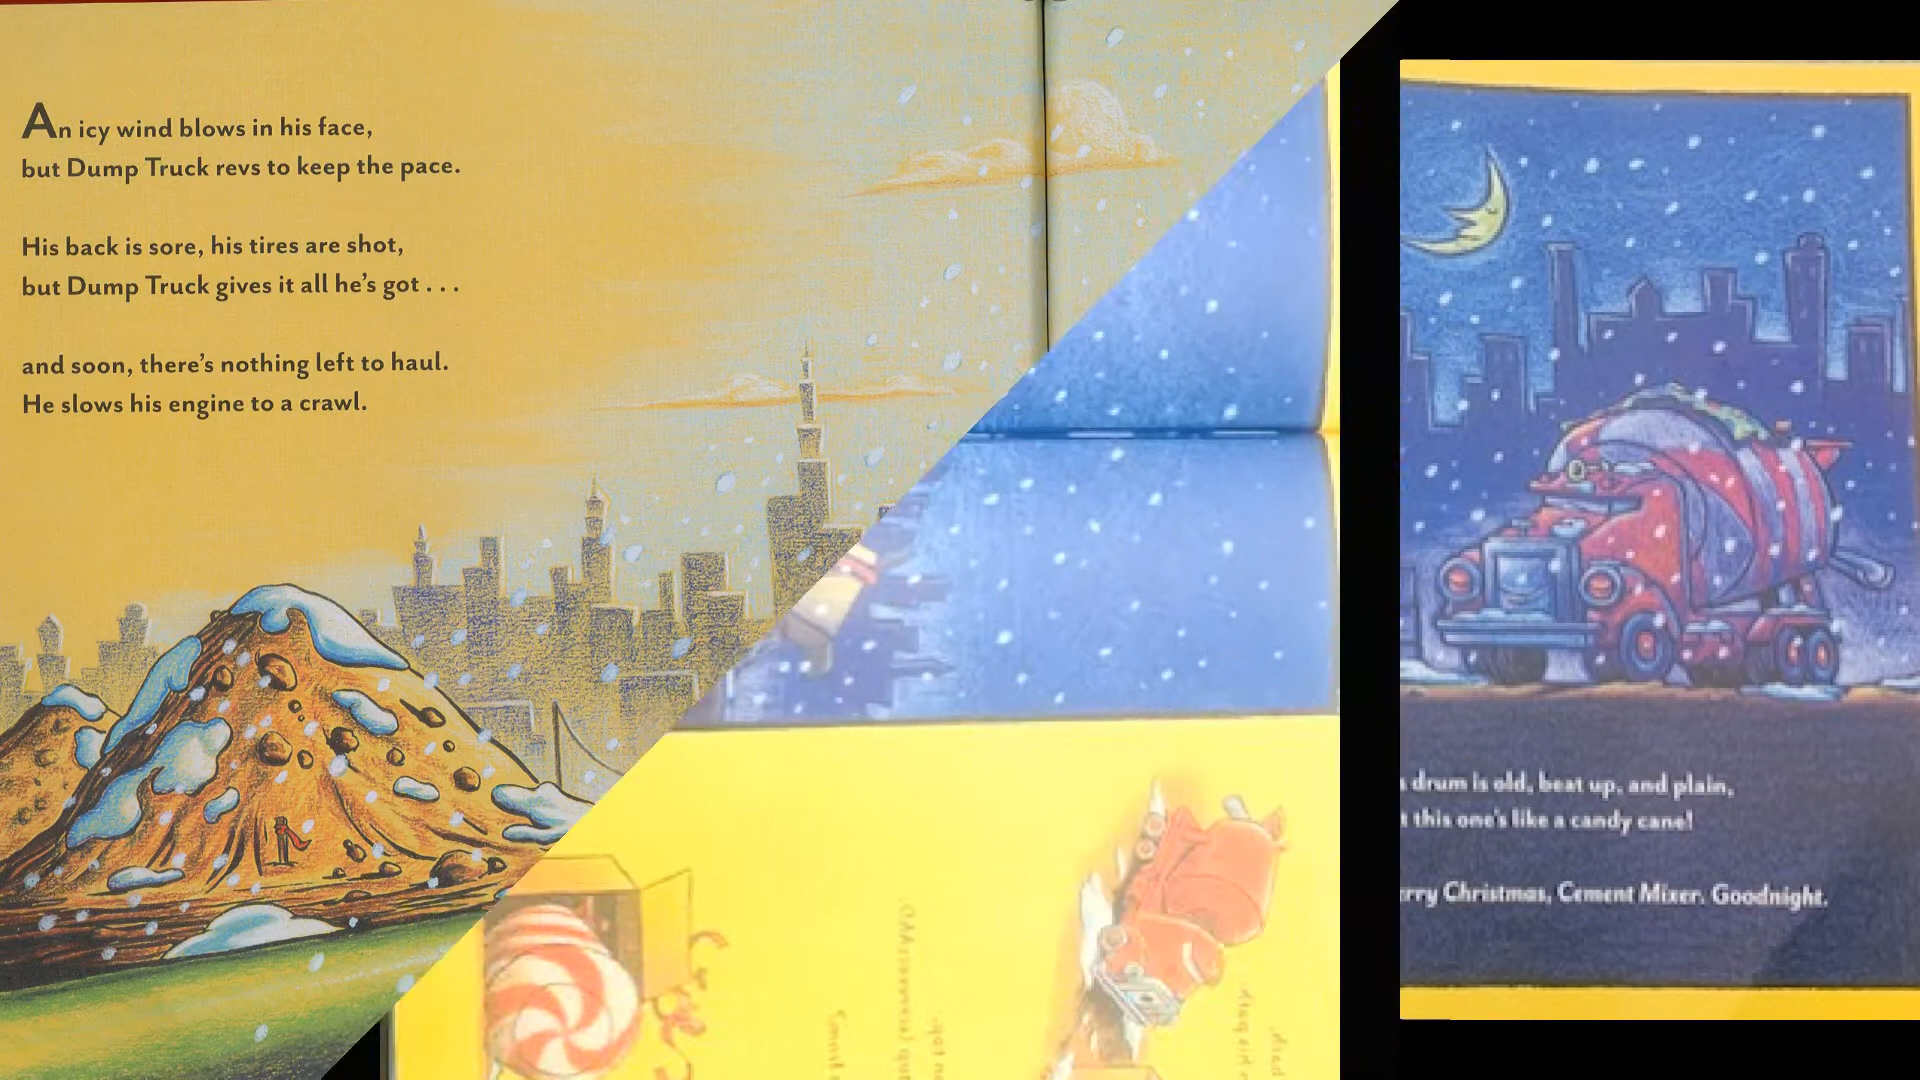 An icy wind blows in his face,
but Dump Truck revs to keep the pace.
His back is sore, his tires are shot,
but Dump Truck gives it all he's got . . .
and soon, there's nothing left to haul.
He slows his engine to a crawl.
drum is old, beat up, and plain,
this one's like a candy cane!
Christmas, Cement Mixer. Goodnight.